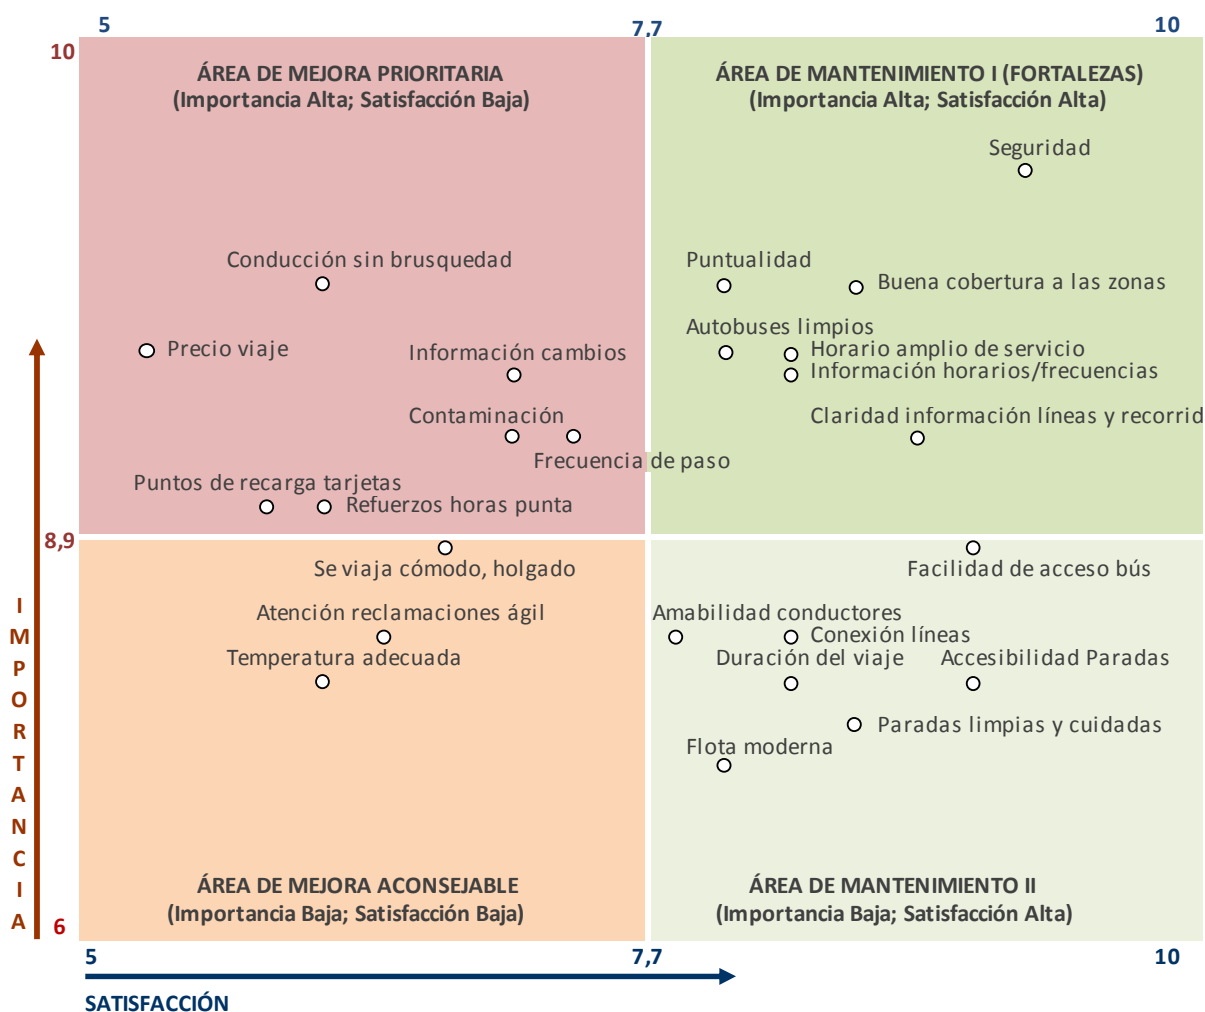 5
7,7
10
10
ÁREA DE MEJORA PRIORITARIA
(Importancia Alta; Satisfacción Baja)
ÁREA DE MANTENIMIENTO I (FORTALEZAS)
(Importancia Alta; Satisfacción Alta)
Seguridad
Conducción sin brusquedad
Puntualidad
Buena cobertura a las zonas
Autobuses limpios
Precio viaje
Información cambios
Horario amplio de servicio
Información horarios/frecuencias
Contaminación
Claridad información líneas y recorrid
Frecuencia de paso
Puntos de recarga tarjetas
Refuerzos horas punta
8,9
Se viaja cómodo, holgado
Facilidad de acceso bús
Atención reclamaciones ágil
Amabilidad conductores
Conexión líneas
Temperatura adecuada
Duración del viaje
Accesibilidad Paradas
Paradas limpias y cuidadas
Flota moderna
IMPORTANCIA
ÁREA DE MEJORA ACONSEJABLE
(Importancia Baja; Satisfacción Baja)
ÁREA DE MANTENIMIENTO II
(Importancia Baja; Satisfacción Alta)
6
5
7,7
10
SATISFACCIÓN